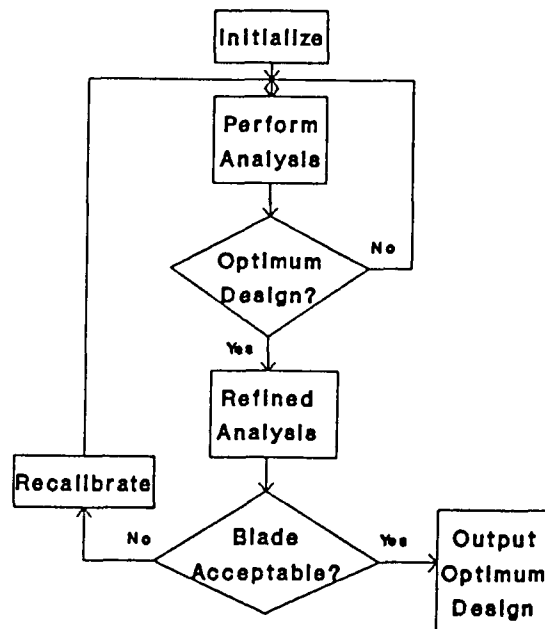 Initialize
Perform
Analysis
No
Optimum
Design?
Yes
Refined
Analysis
Recalibrate
No
Blade
Acceptable?
Yes
Output
Optimum
Design